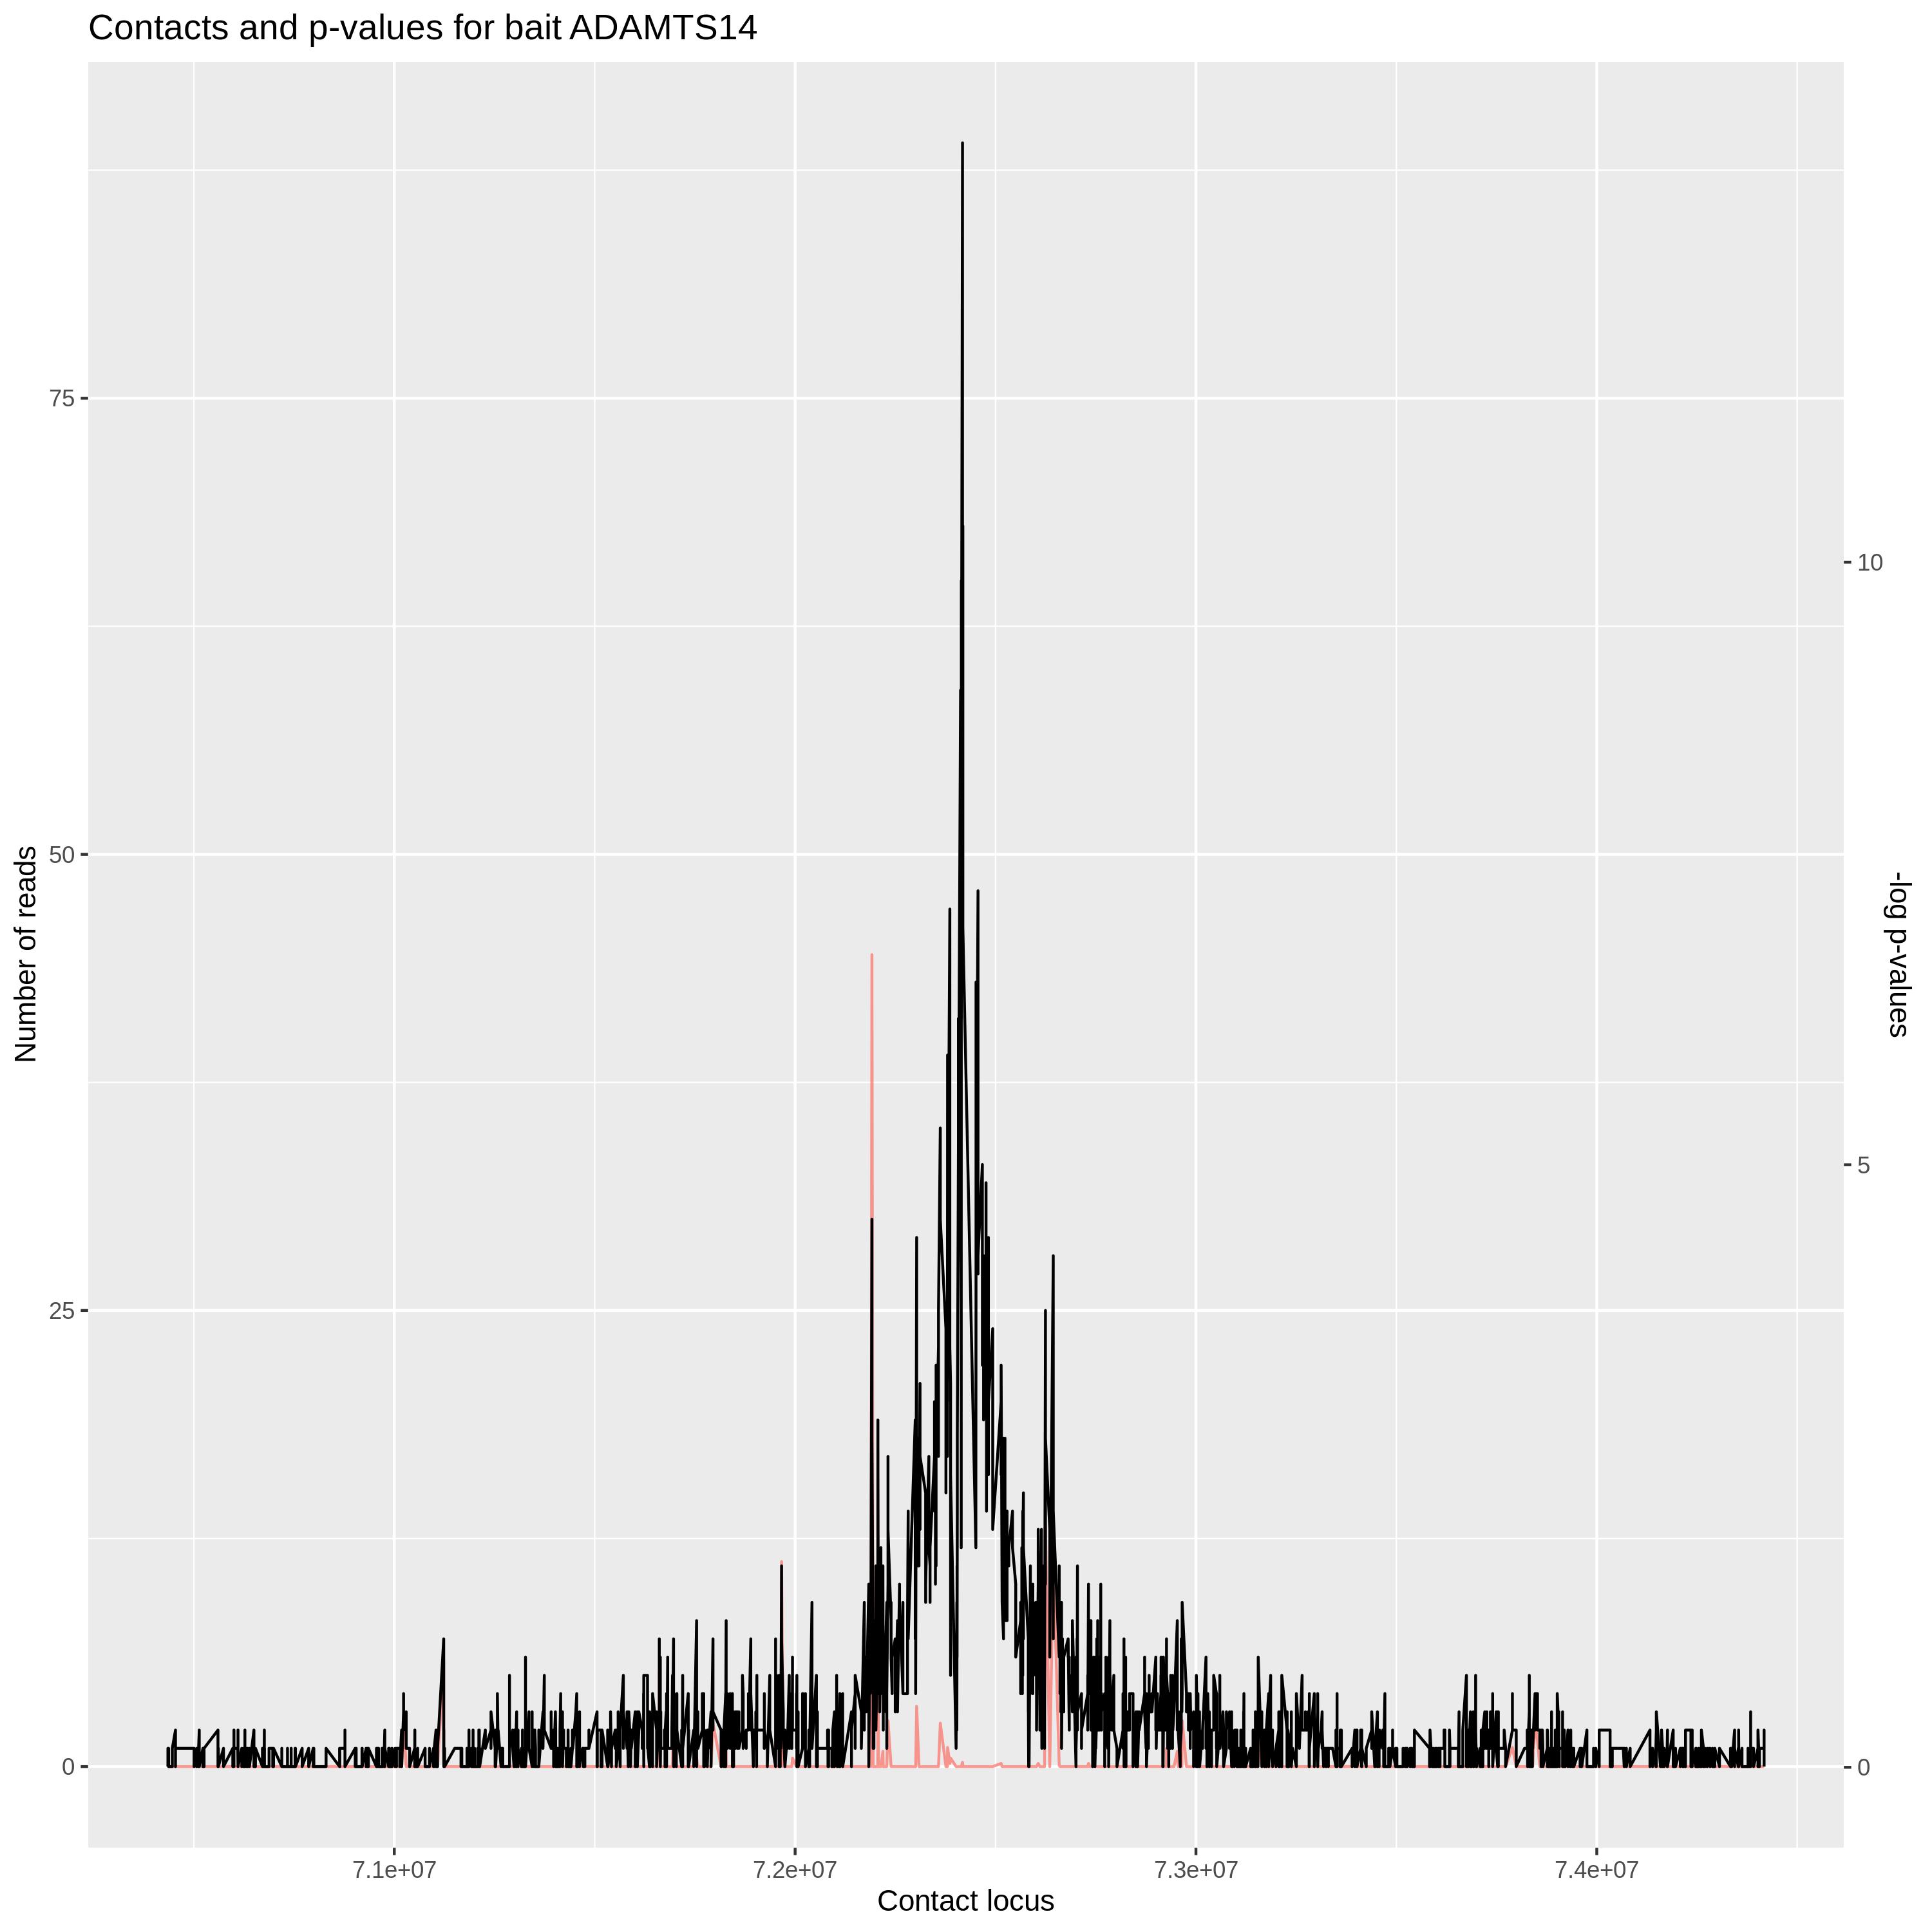 Contacts and p-values for bait ADAMTS14
Number of reads
75
50
25
0
10
5
0
-log p-values
7.1e+07
7.2e+07
7.3e+07
7.4e+07
Contact locus